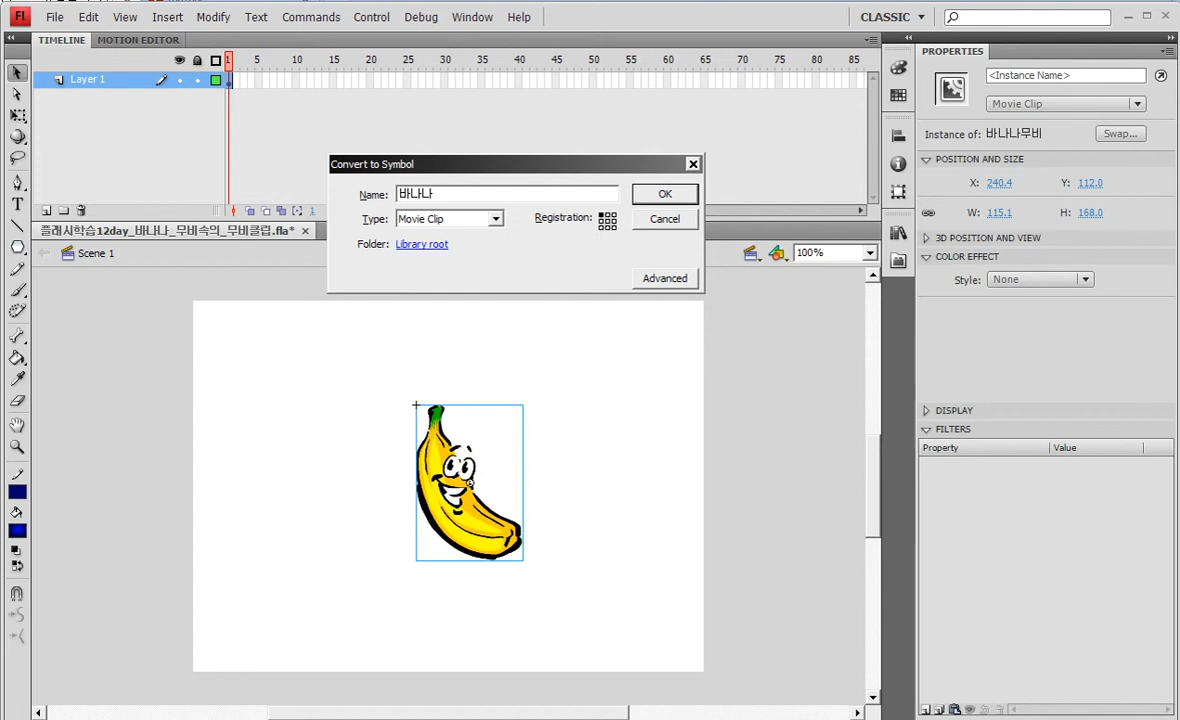 Fl File Edit View Insert Modify Text Commands Control Debug Window Help CLASSIC
TIMELINE MOTION EDITOR
1 5 10 15 20 25 30 35 40 45 50 55 60 65 70 75 80 85
Layer 1
1
플래시학습12day_바나나_무비속의_무비클립.fla*
Scene 1
100%
Convert to Symbol
Name: 바나나
OK
Type: Movie Clip
Registration:
Cancel
Folder: Library root
Advanced
PROPERTIES
<Instance Name>
Movie Clip
Instance of: 바나나무비
Swap...
POSITION AND SIZE
X: 240.4 Y: 112.0
W: 115.1 H: 168.0
3D POSITION AND VIEW
COLOR EFFECT
Style: None
DISPLAY
FILTERS
Property Value